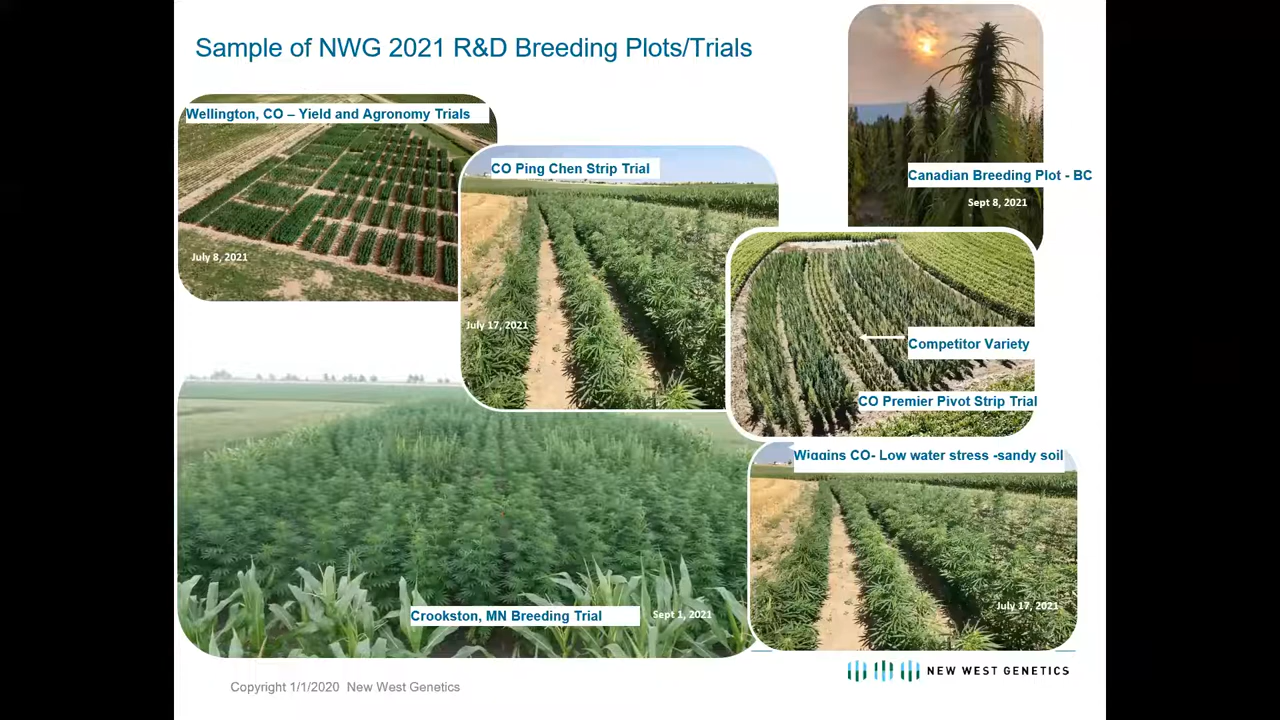 Sample of NWG 2021 R&D Breeding Plots/Trials
Wellington, CO – Yield and Agronomy Trials
July 8, 2021
CO Ping Chen Strip Trial
July 17, 2021
Canadian Breeding Plot - BC
Sept 8, 2021
Competitor Variety
CO Premier Pivot Strip Trial
Wiggins CO- Low water stress -sandy soil
July 17, 2021
Crookston, MN Breeding Trial
Sept 1, 2021
NEW WEST GENETICS
Copyright 1/1/2020 New West Genetics